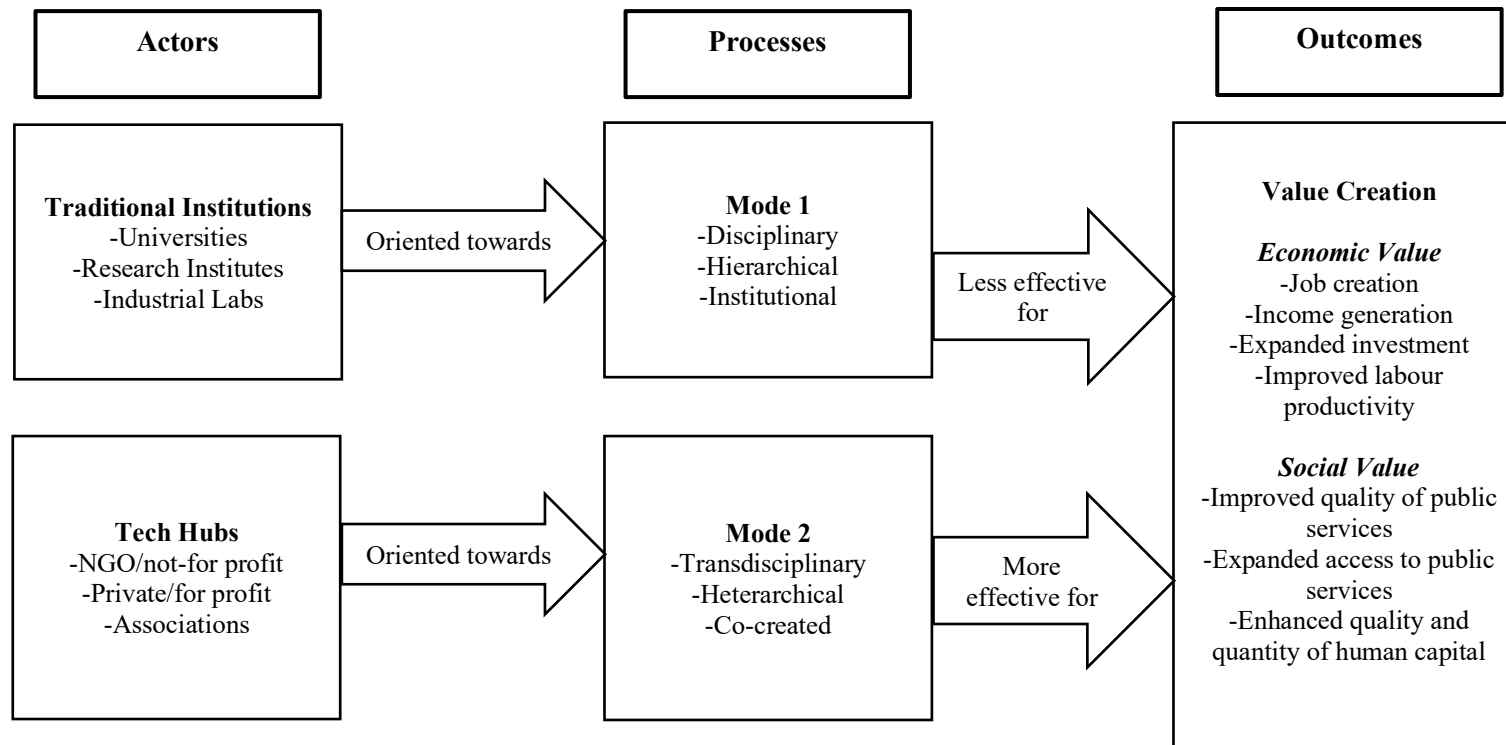 Actors
Processes
Outcomes
Traditional Institutions
-Universities
-Research Institutes
-Industrial Labs
Oriented towards
Mode 1
-Disciplinary
-Hierarchical
-Institutional
Less effective
for
Tech Hubs
-NGO/not-for profit
-Private/for profit
-Associations
Oriented towards
Mode 2
-Transdisciplinary
-Heterarchical
-Co-created
More
effective for
Value Creation
Economic Value
-Job creation
-Income generation
-Expanded investment
-Improved labour
productivity
Social Value
-Improved quality of public
services
-Expanded access to public
services
-Enhanced quality and
quantity of human capital